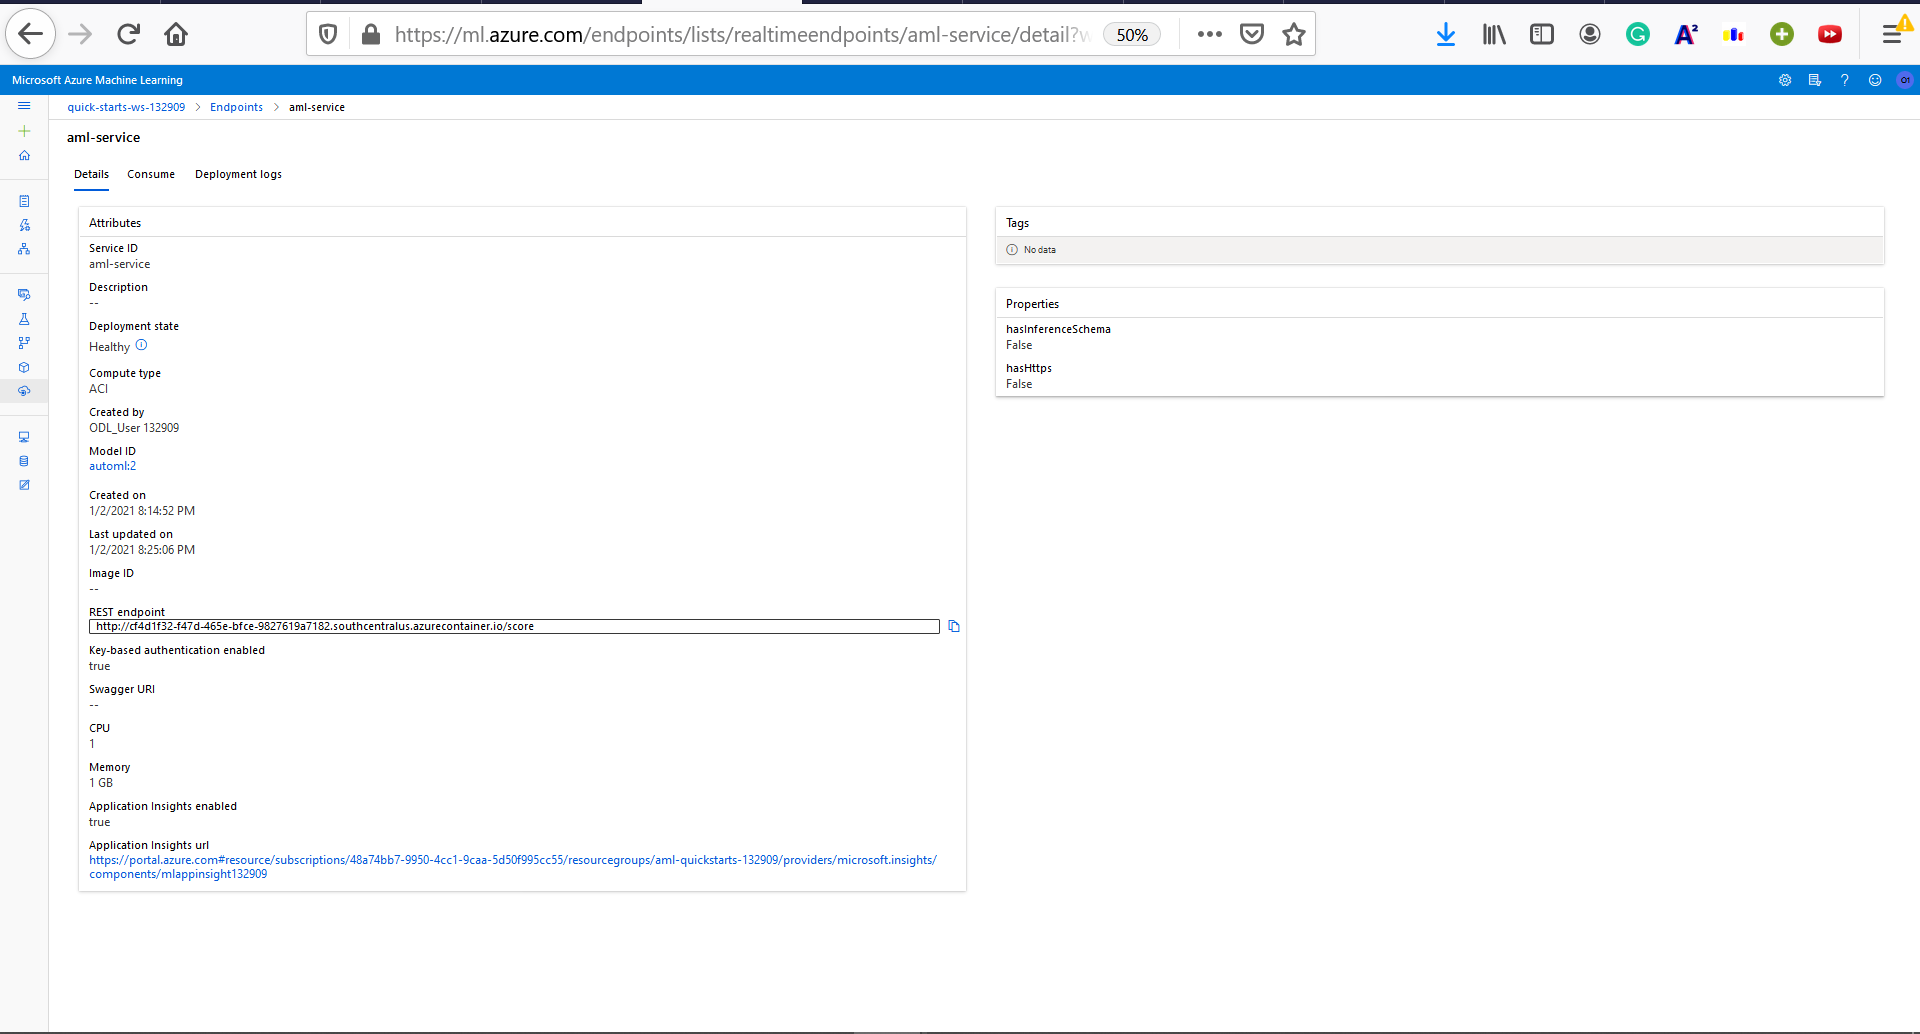 https://ml.azure.com/endpoints/lists/realtimeendpoints/aml-service/detail?w
50%
Microsoft Azure Machine Learning
quick-starts-ws-132909 > Endpoints > aml-service
aml-service
Details Consume Deployment logs
Attributes
Service ID
aml-service
Description
--
Deployment state
Healthy
Compute type
ACI
Created by
ODL_User 132909
Model ID
automl:2
Created on
1/2/2021 8:14:52 PM
Last updated on
1/2/2021 8:25:06 PM
Image ID
--
REST endpoint
http://cf4d1f32-f47d-465e-bfce-9827619a7182.southcentralus.azurecontainer.io/score
Key-based authentication enabled
true
Swagger URI
--
CPU
1
Memory
1 GB
Application Insights enabled
true
Application Insights url
https://portal.azure.com#resource/subscriptions/48a74bb7-9950-4cc1-9caa-5d50f995cc55/resourcegroups/aml-quickstarts-132909/providers/microsoft.insights/
components/mlappinsight132909
Tags
No data
Properties
hasInferenceSchema
False
hasHttps
False